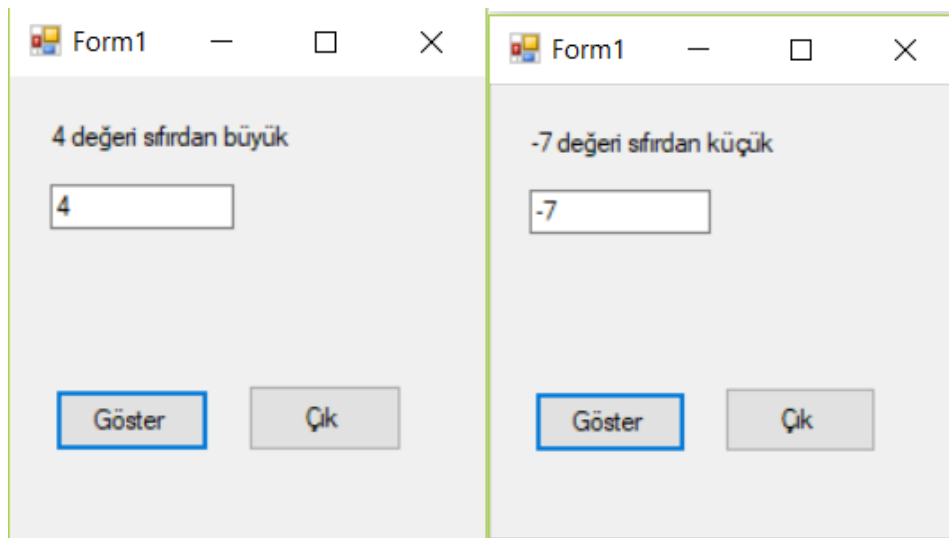 Form1
4 değeri sıfırdan büyük
4
Göster
Çık
Form1
-7 değeri sıfırdan küçük
-7
Göster
Çık